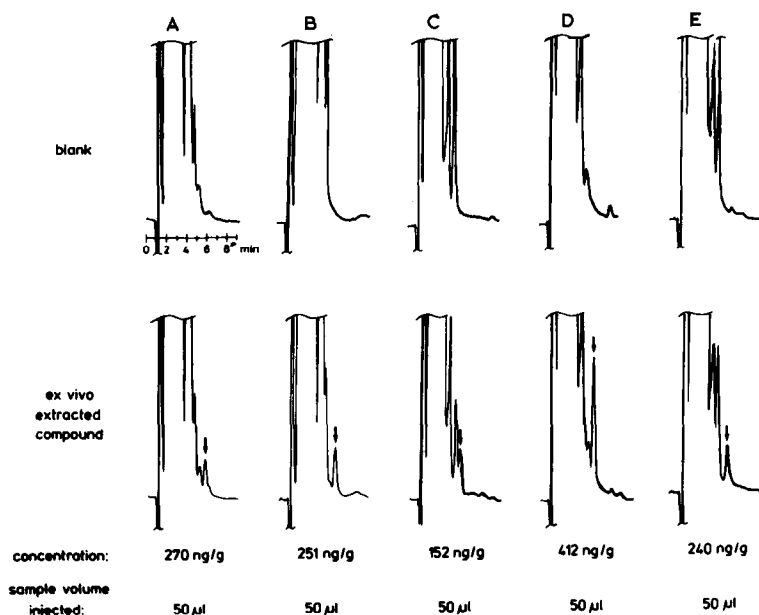 A B C D E
blank
0 2 4 6 8 min
ex vivo
extracted
compound
concentration: 270 ng/g 251 ng/g 152 ng/g 412 ng/g 240 ng/g
sample volume
injected: 50 µl 50 µl 50 µl 50 µl 50 µl